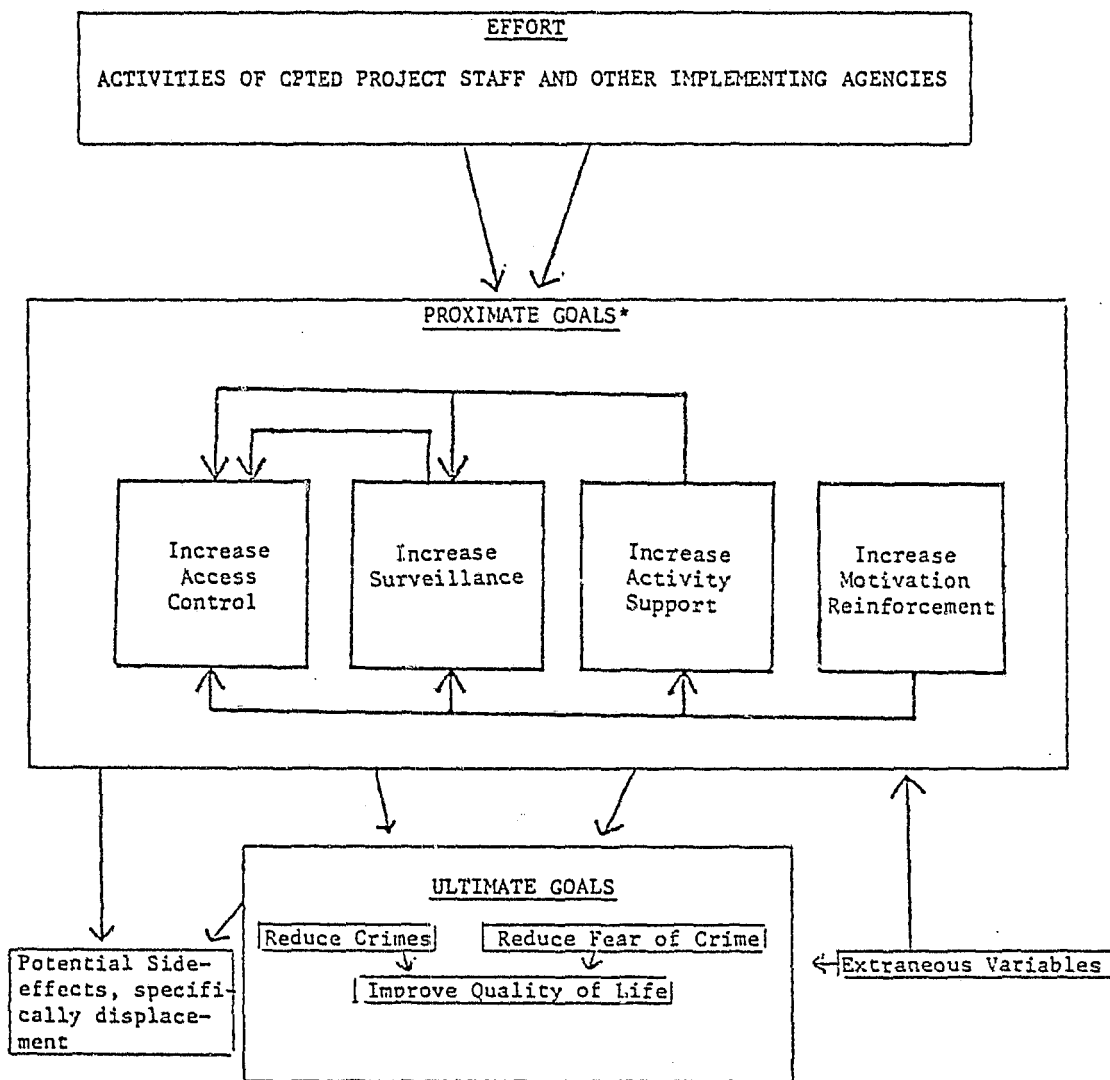 EFFORT
ACTIVITIES OF CPTED PROJECT STAFF AND OTHER IMPLEMENTING AGENCIES
PROXIMATE GOALS*
Increase
Access
Control
Increase
Surveillance
Increase
Activity
Support
Increase
Motivation
Reinforcement
ULTIMATE GOALS
Reduce Crimes
Reduce Fear of Crime
Improve Quality of Life
Potential Side-
effects, specifi-
cally displace-
ment
Extraneous Variables